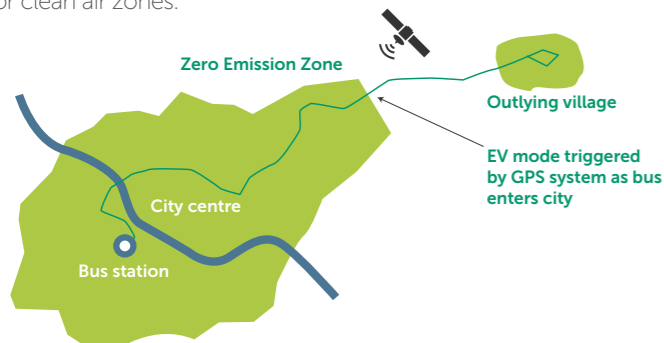 or clean air zones.
Zero Emission Zone
Outlying village
EV mode triggered
by GPS system as bus
enters city
City centre
Bus station